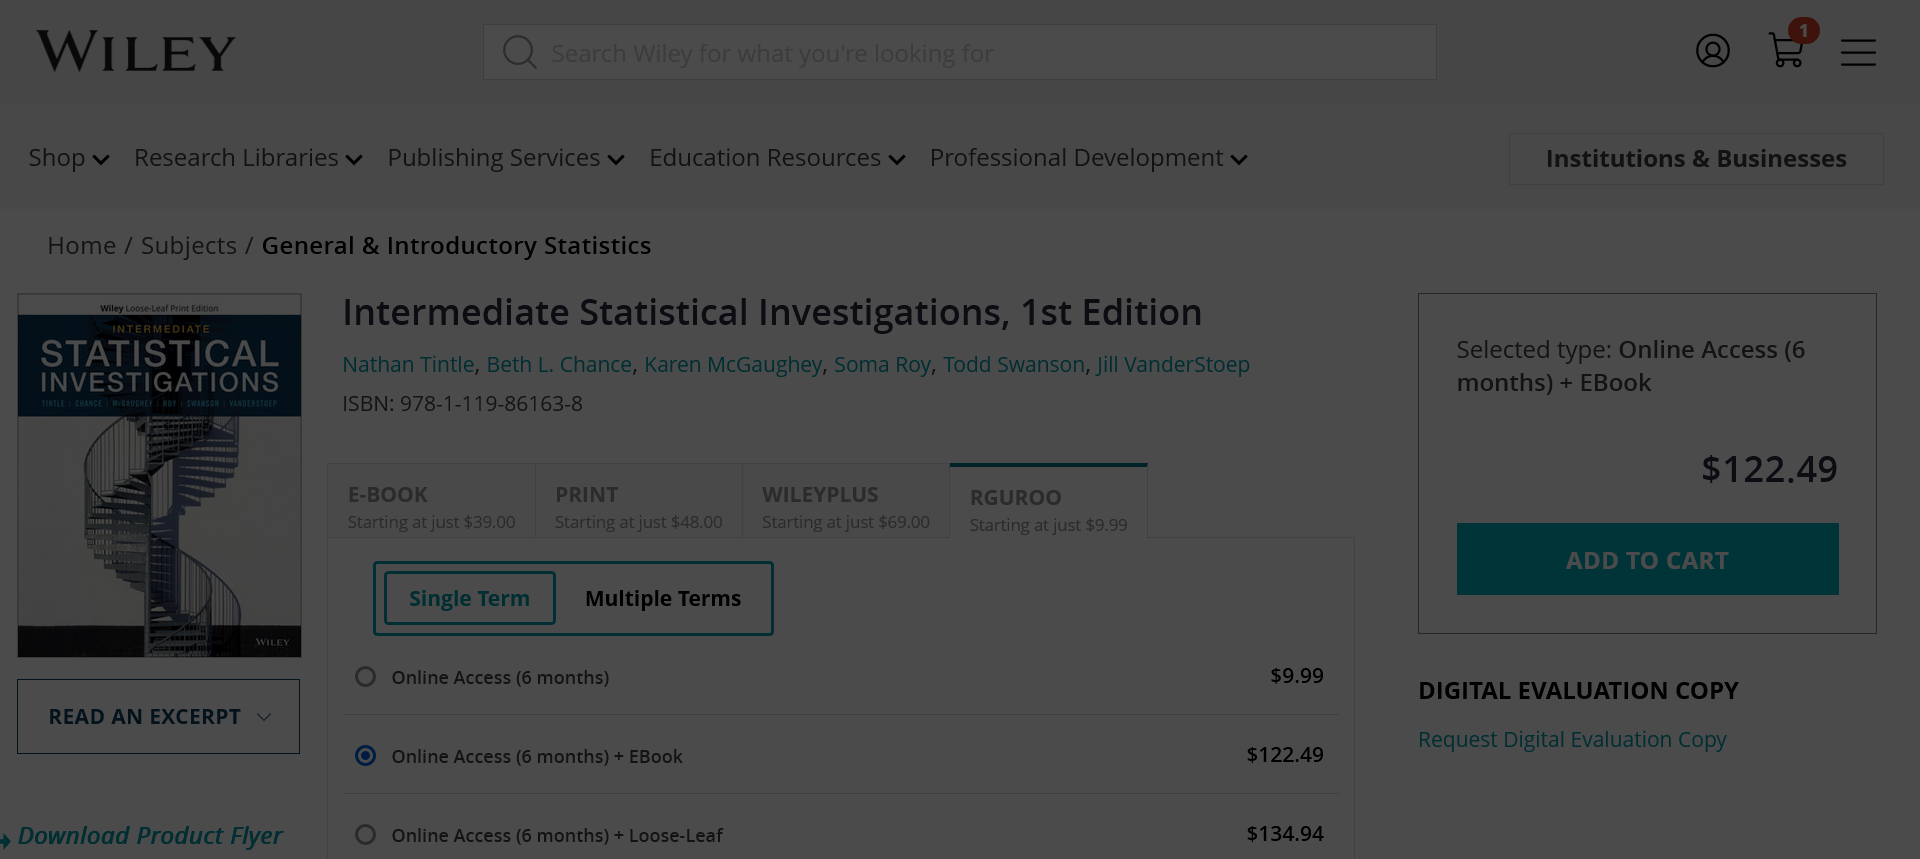 WILEY
Search Wiley for what you're looking for
1
Shop
Research Libraries
Publishing Services
Education Resources
Professional Development
Institutions & Businesses
Home / Subjects / General & Introductory Statistics
Wiley Loose-Leaf Print Edition
INTERMEDIATE
STATISTICAL
INVESTIGATIONS
TINTLE | CHANCE | McGAUGHEY | ROY | SWANSON | VANDERSTOEP
WILEY
READ AN EXCERPT
Download Product Flyer
Intermediate Statistical Investigations, 1st Edition
Nathan Tintle, Beth L. Chance, Karen McGaughey, Soma Roy, Todd Swanson, Jill VanderStoep
ISBN: 978-1-119-86163-8
E-BOOK
Starting at just $39.00
PRINT
Starting at just $48.00
WILEYPLUS
Starting at just $69.00
RGUROO
Starting at just $9.99
Single Term
Multiple Terms
Online Access (6 months)
$9.99
Online Access (6 months) + EBook
$122.49
Online Access (6 months) + Loose-Leaf
$134.94
Selected type: Online Access (6
months) + EBook
$122.49
ADD TO CART
DIGITAL EVALUATION COPY
Request Digital Evaluation Copy